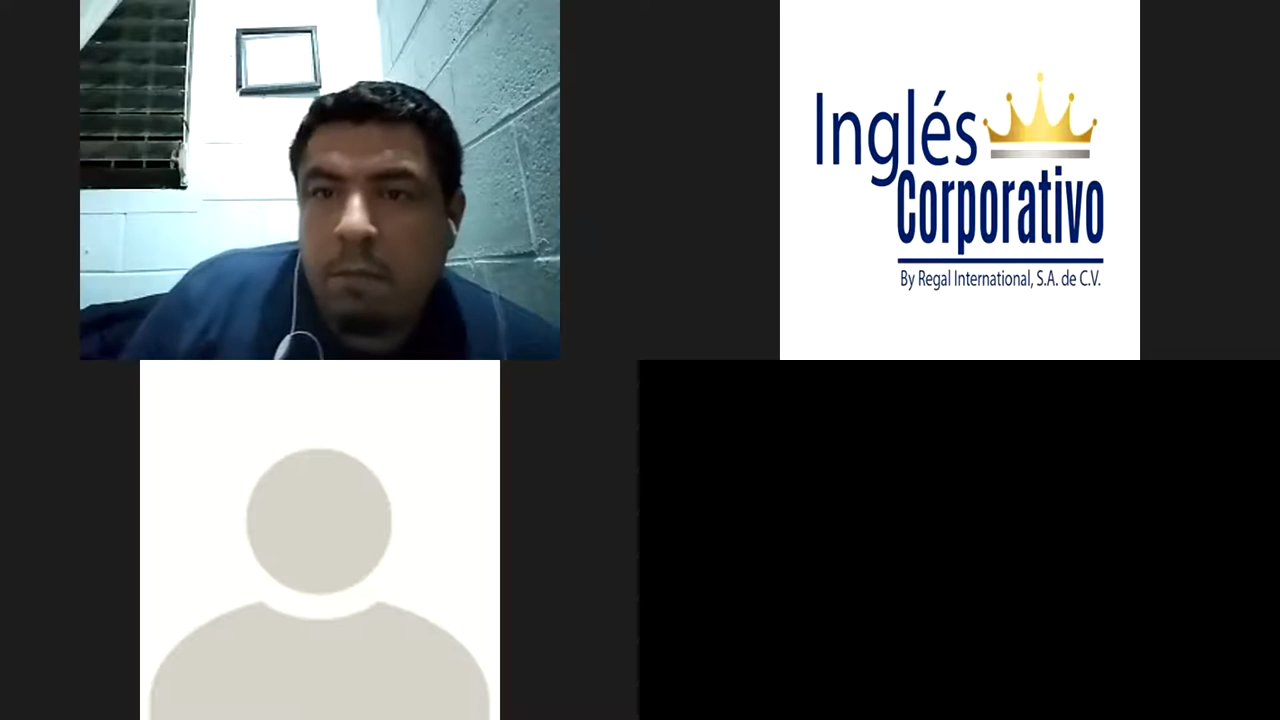 Inglés
Corporativo
By Regal International, S.A. de C.V.